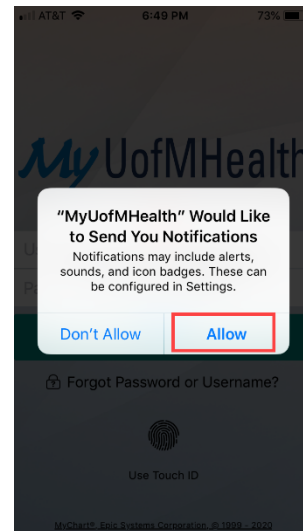 AT&T 6:49 PM 73%
My UofMHealth
"MyUofMHealth" Would Like
to Send You Notifications
Notifications may include alerts,
sounds, and icon badges. These can
be configured in Settings.
Don't Allow Allow
Forgot Password or Username?
Use Touch ID
MyChart®, Epic Systems Corporation, © 1999 - 2020